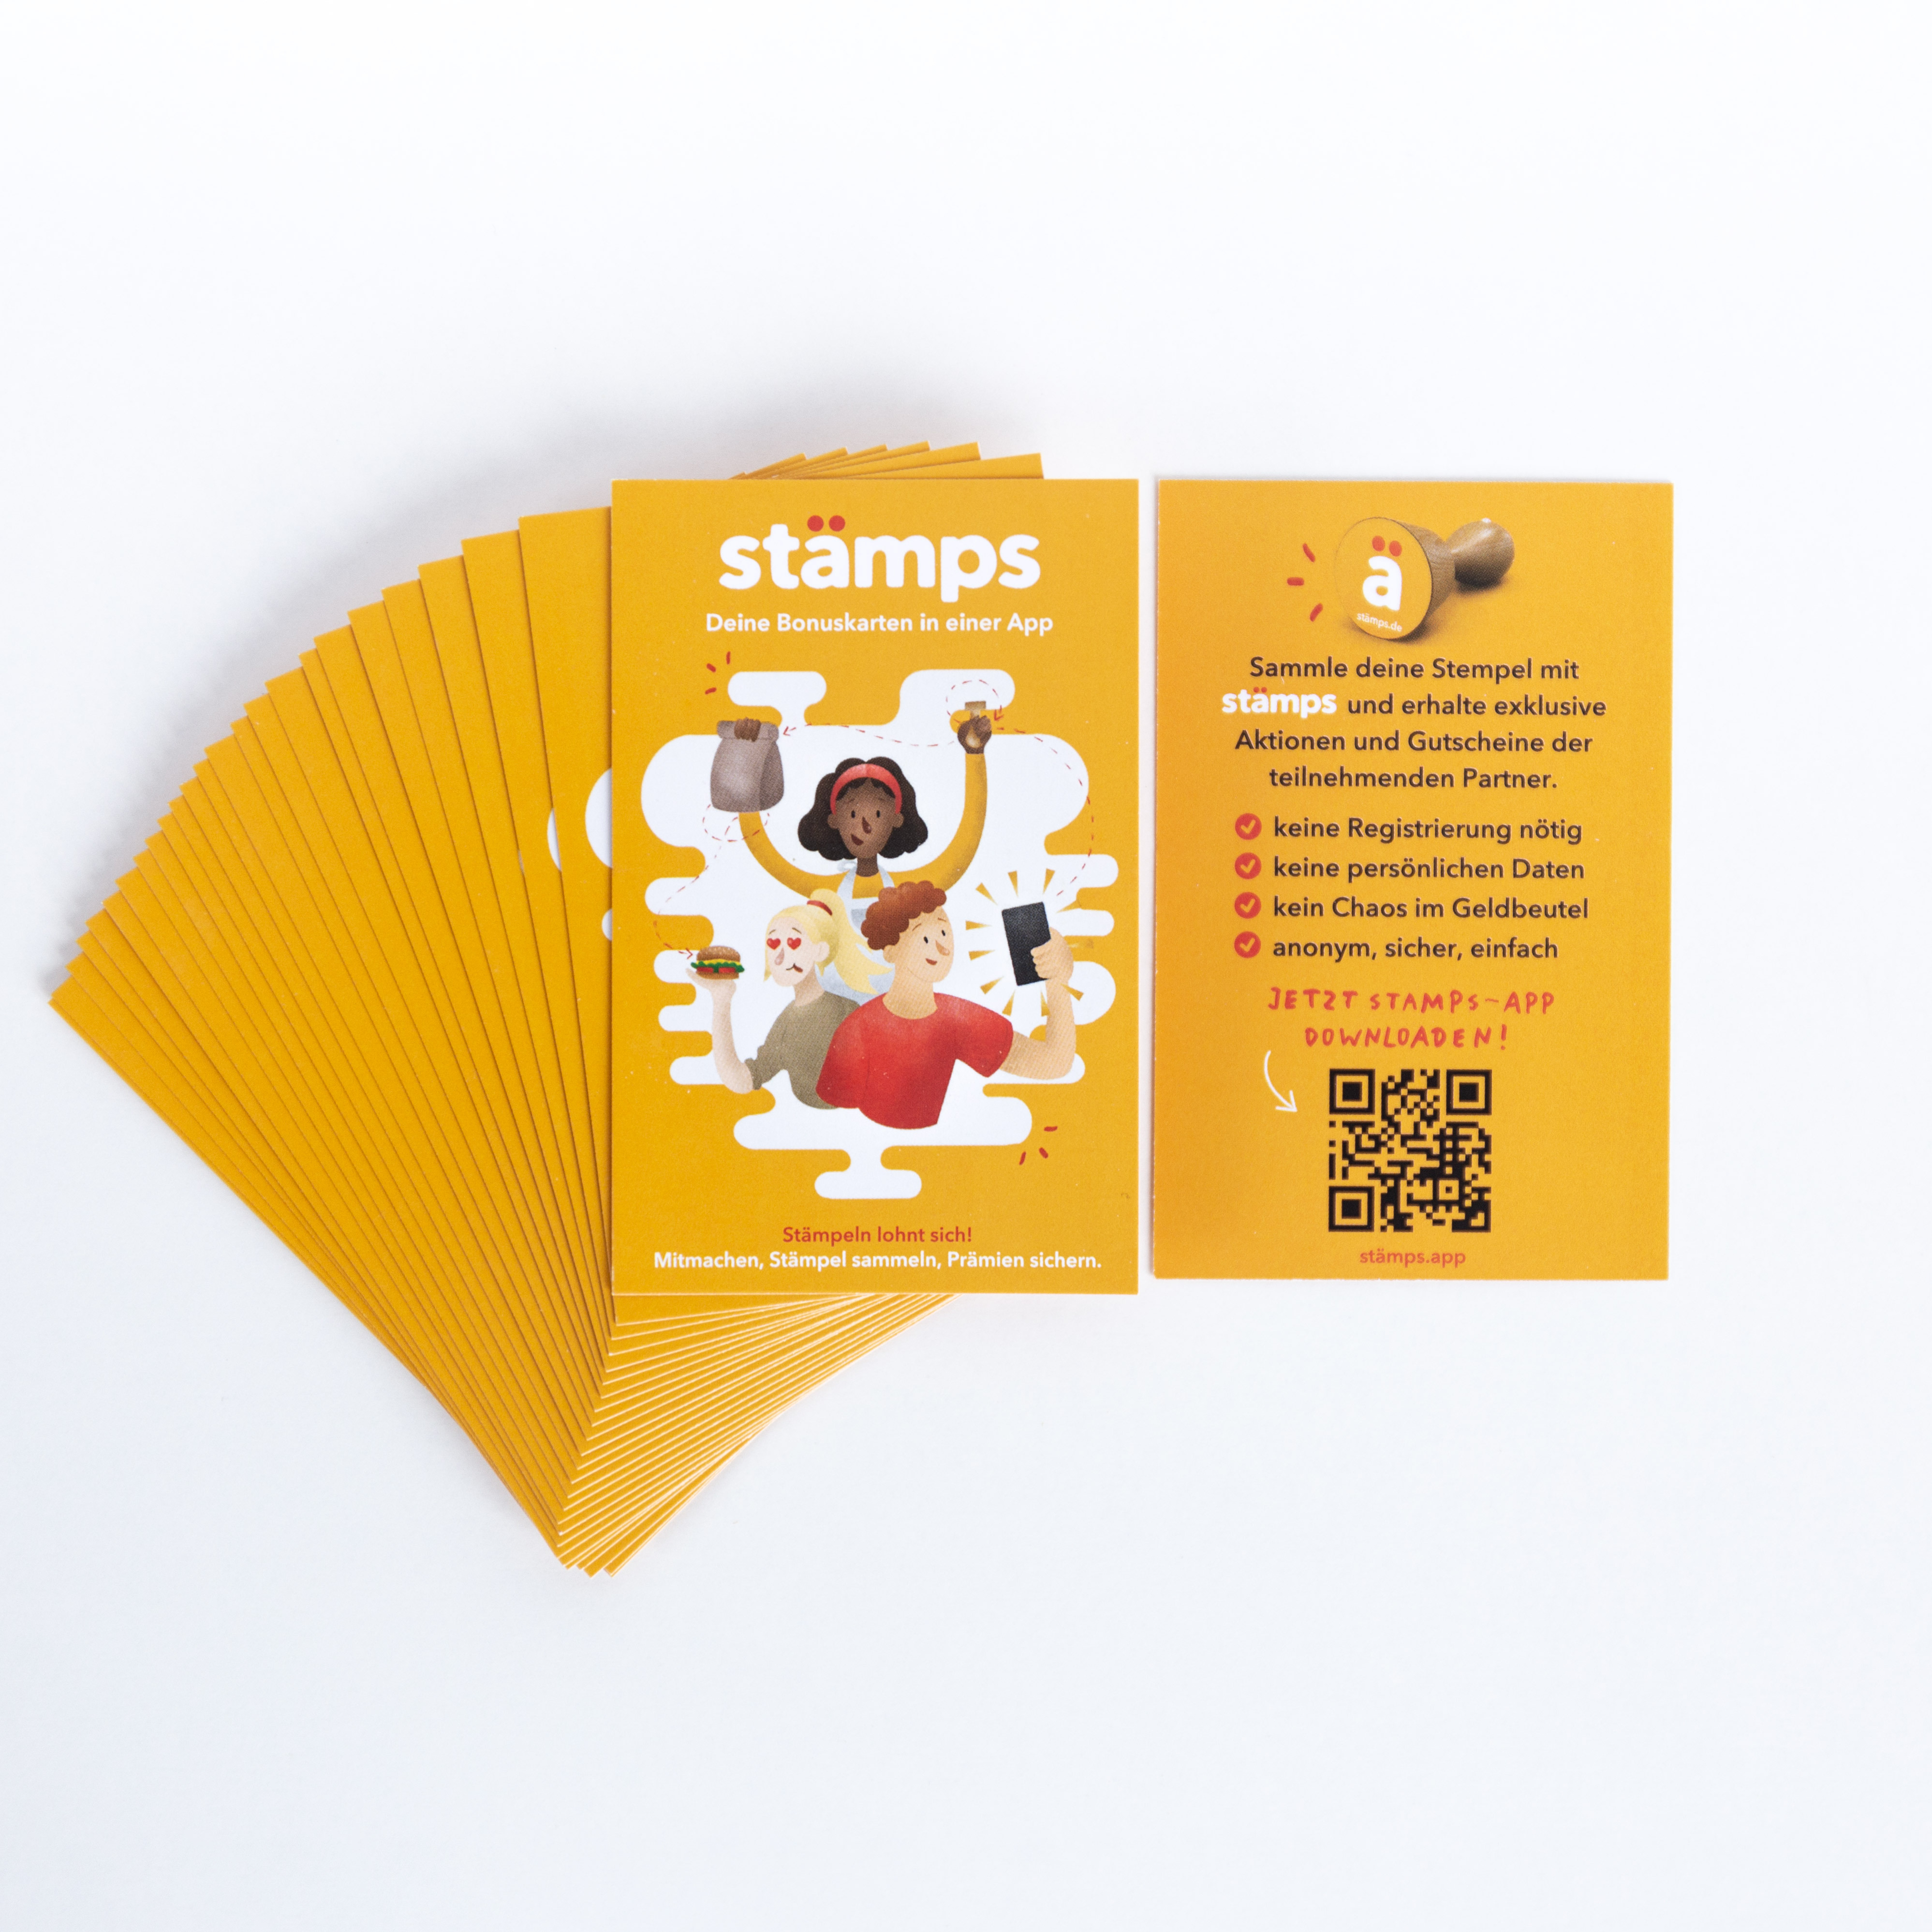 stämps
Deine Bonuskarten in einer App
Stämpeln lohnt sich!
Mitmachen, Stämpel sammeln, Prämien sichern.
ä
stämps.de
Sammle deine Stempel mit
stämps und erhalte exklusive
Aktionen und Gutscheine der
teilnehmenden Partner.
keine Registrierung nötig
keine persönlichen Daten
kein Chaos im Geldbeutel
anonym, sicher, einfach
JETZT STAMPS-APP
DOWNLOADEN!
stämps.app